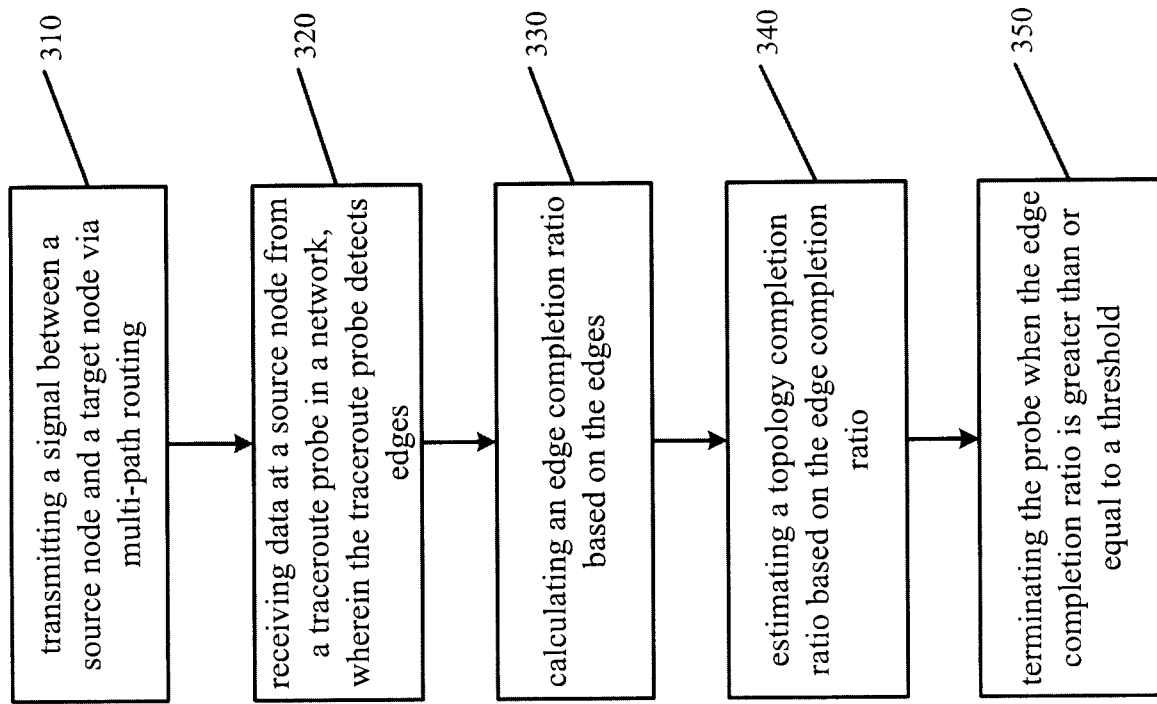 transmitting a signal between a
source node and a target node via
multi-path routing
310
receiving data at a source node from
a traceroute probe in a network,
wherein the traceroute probe detects
edges
320
calculating an edge completion ratio
based on the edges
330
estimating a topology completion
ratio based on the edge completion
ratio
340
terminating the probe when the edge
completion ratio is greater than or
equal to a threshold
350